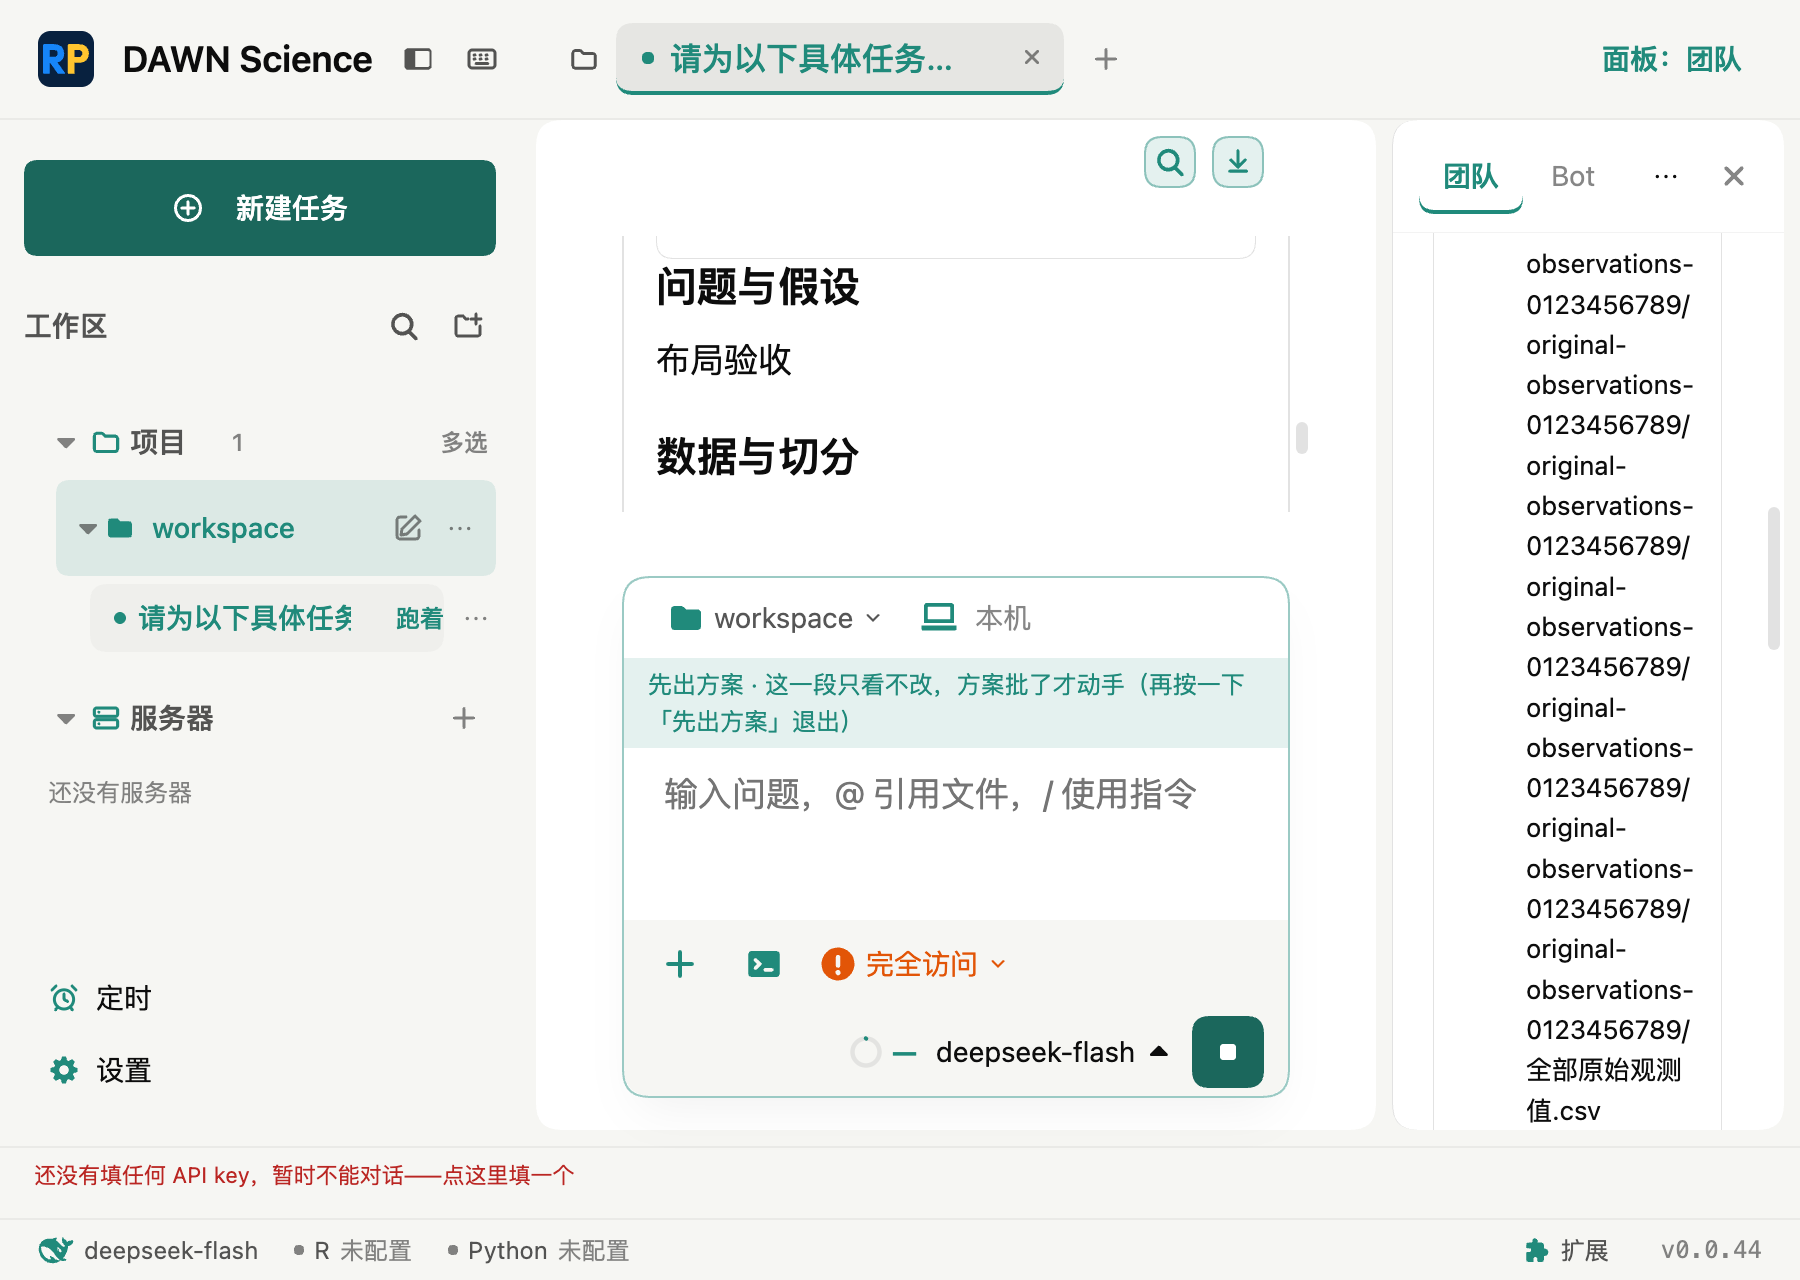 RP DAWN Science
请为以下具体任务...
面板：团队
新建任务
工作区
项目 1 多选
workspace
请为以下具体任务 跑着
服务器
还没有服务器
定时
设置
问题与假设
布局验收
数据与切分
workspace 本机
先出方案 · 这一段只看不改，方案批了才动手（再按一下
「先出方案」退出）
输入问题，@ 引用文件，/ 使用指令
完全访问
deepseek-flash
团队 Bot
observations-
0123456789/
original-
observations-
0123456789/
original-
observations-
0123456789/
original-
observations-
0123456789/
original-
observations-
0123456789/
original-
observations-
0123456789/
original-
observations-
0123456789/
全部原始观测
值.csv
还没有填任何 API key，暂时不能对话——点这里填一个
deepseek-flash R 未配置 Python 未配置
扩展 v0.0.44